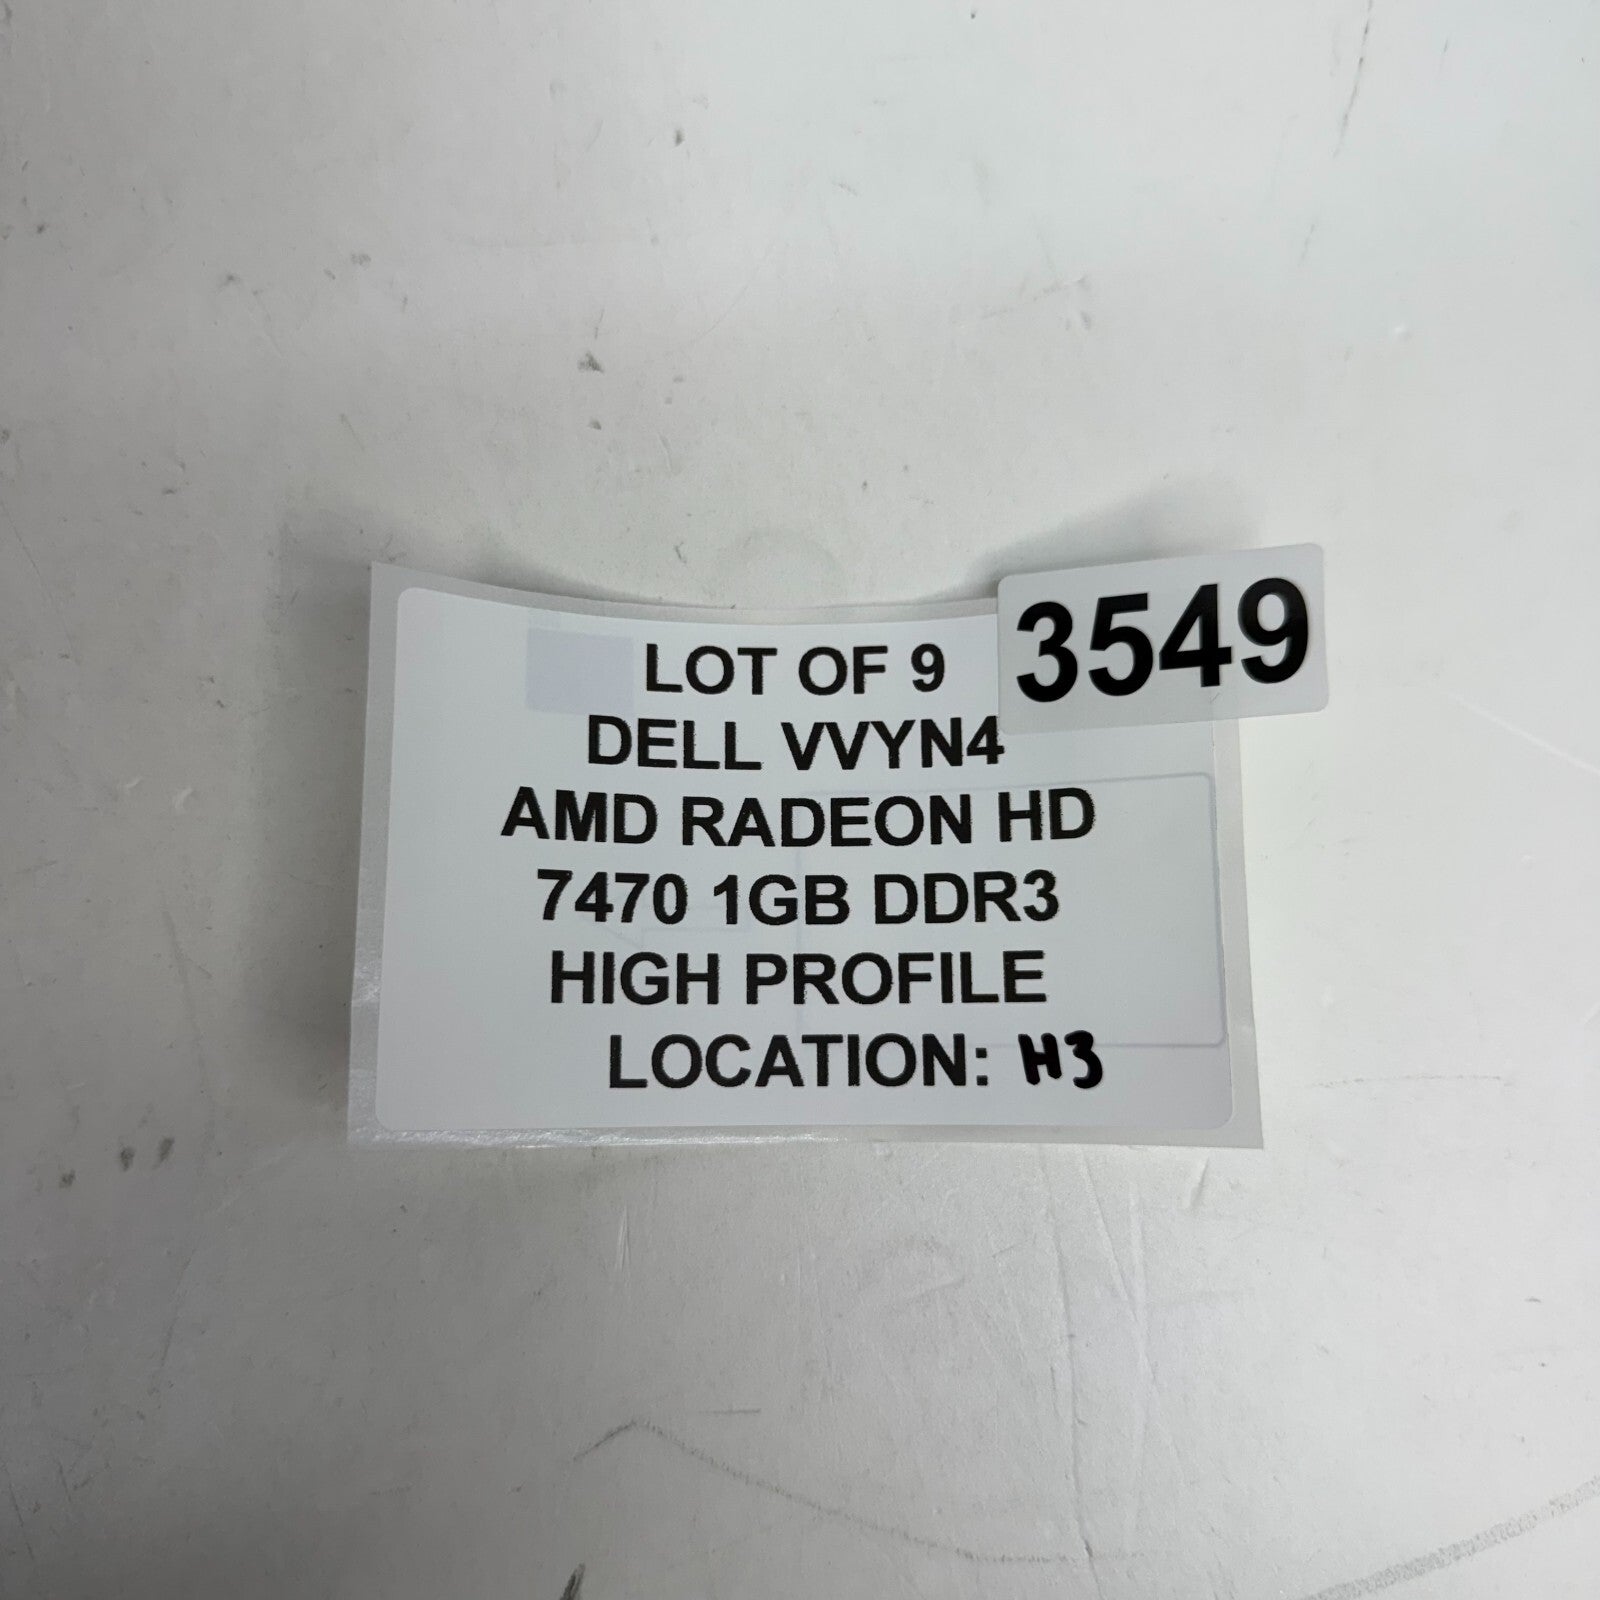 3549
LOT OF 9
DELL VVYN4
AMD RADEON HD
7470 1GB DDR3
HIGH PROFILE
LOCATION: H3